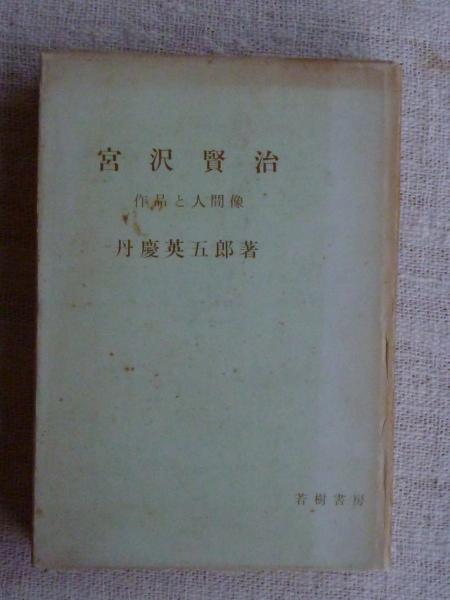 宮沢賢治
作品と人間像
丹慶英五郎著
若樹書房